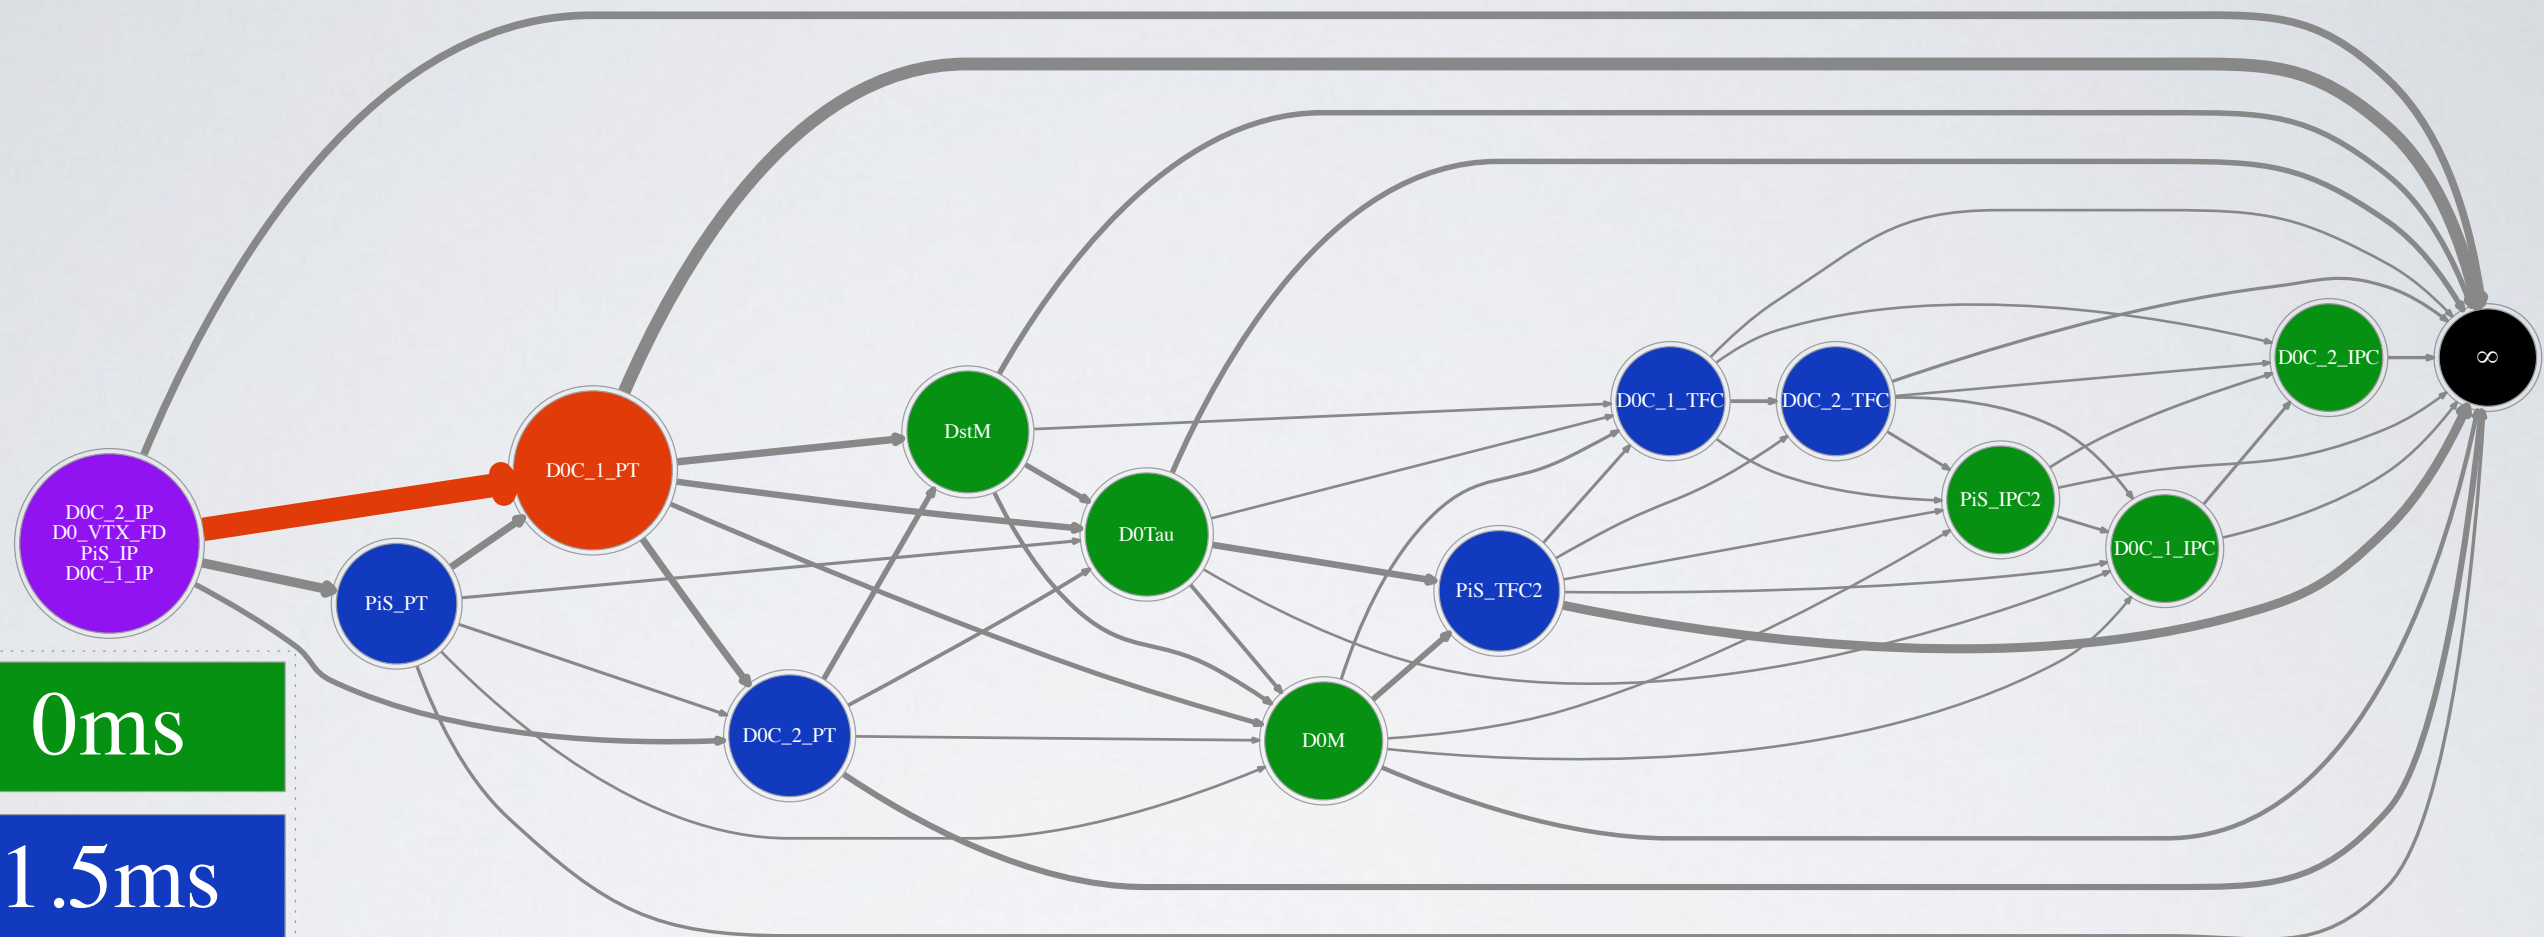 D0C_2_IP
D0_VTX_FD
PiS_IP
D0C_1_IP
PiS_PT
D0C_1_PT
D0C_2_PT
DstM
D0Tau
D0M
PiS_TFC2
D0C_1_TFC
D0C_2_TFC
PiS_IPC2
D0C_1_IPC
D0C_2_IPC
∞
0ms
1.5ms